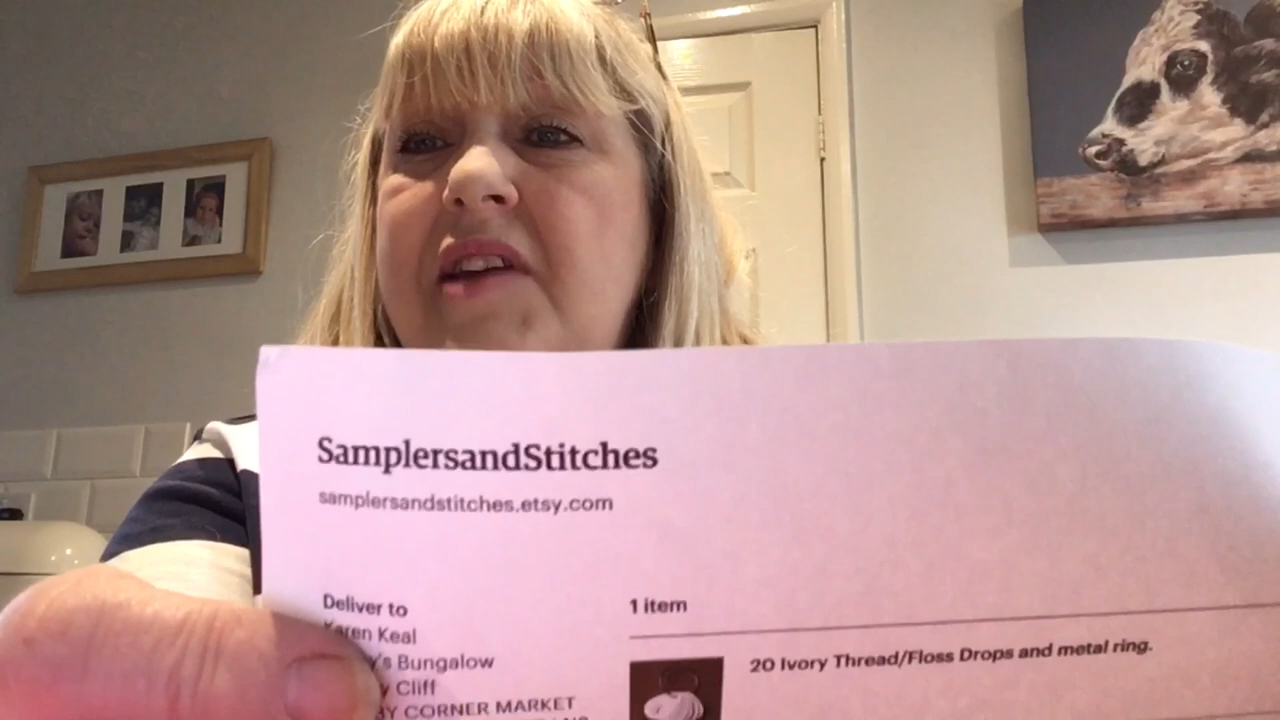 SamplersandStitches
samplersandstitches.etsy.com
Deliver to
Karen Keal
's Bungalow
Cliff
CORNER MARKET
1 item
20 Ivory Thread/Floss Drops and metal ring.